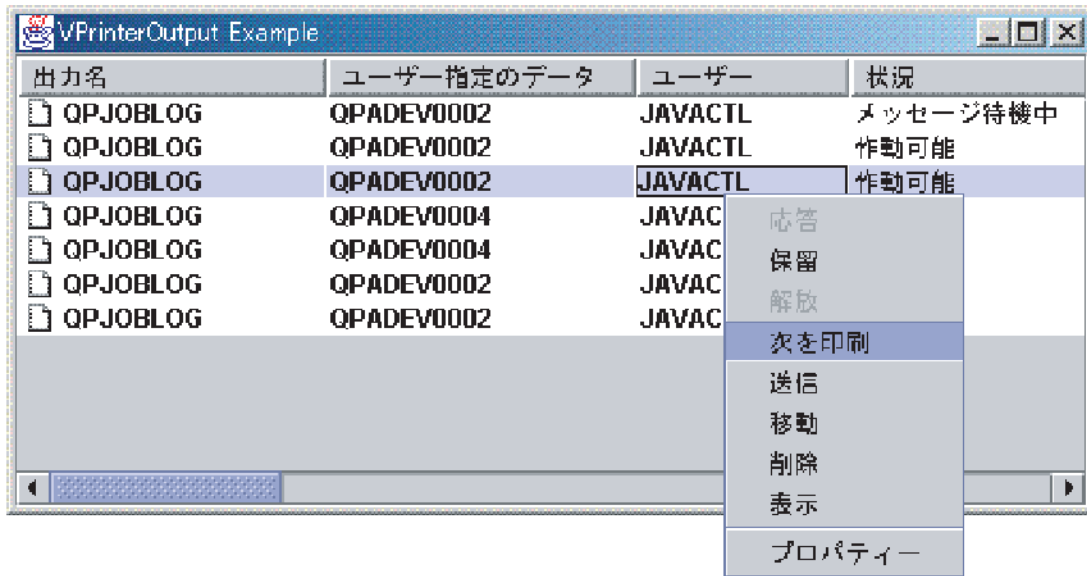 VPrinterOutput Example
出力名 ユーザー指定のデータ ユーザー 状況
QPJOBLOG QPADEV0002 JAVACTL メッセージ待機中
QPJOBLOG QPADEV0002 JAVACTL 作動可能
QPJOBLOG QPADEV0002 JAVACTL 作動可能
QPJOBLOG QPADEV0004 JAVAC
QPJOBLOG QPADEV0004 JAVAC
QPJOBLOG QPADEV0002 JAVAC
QPJOBLOG QPADEV0002 JAVAC
応答
保留
解放
次を印刷
送信
移動
削除
表示
プロパティー